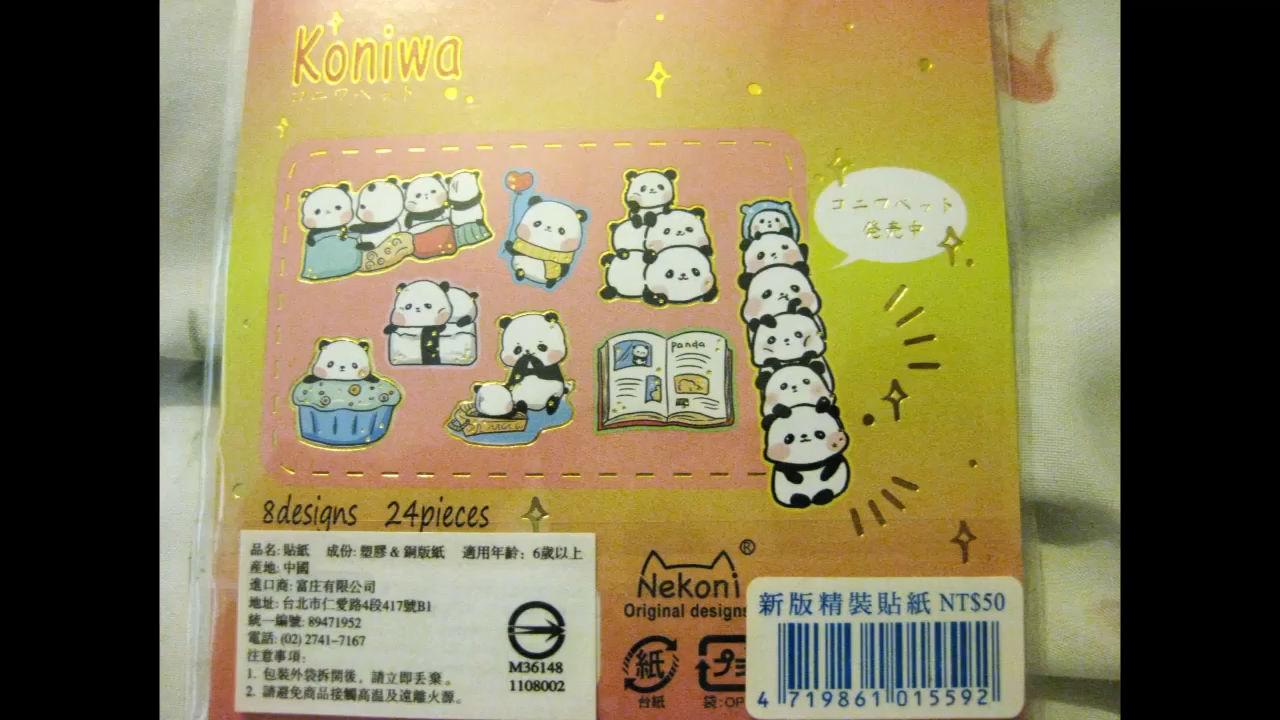 Koniwa
コニワペット
コニワペット
発売中
Panda
8designs 24pieces
品名: 貼紙 成份: 塑膠 & 銅版紙 適用年齡: 6歲以上
產地: 中國
進口商: 富庄有限公司
地址: 台北市仁愛路4段417號B1
統一編號: 89471952
電話: (02) 2741-7167
注意事項:
1. 包裝外袋拆開後, 請立即丟棄。
2. 請避免商品接觸高溫及遠離火源。
M36148
1108002
Nekoni®
Original designs
紙
台紙
プ
袋:OP
新版精裝貼紙 NT$50
4 719861 015592